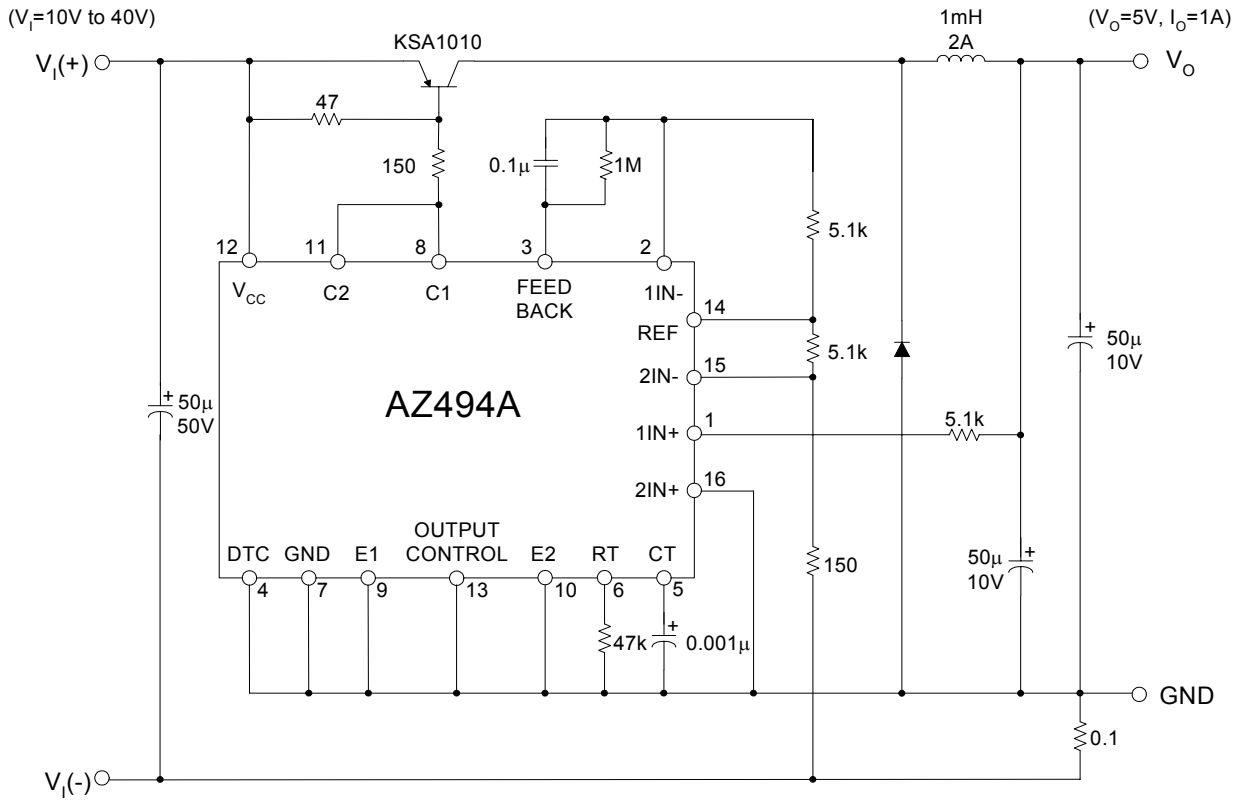 (V_I=10V to 40V)
1mH
2A
(V_O=5V, I_O=1A)
KSA1010
V_I(+)
V_O
47
150
0.1μ
1M
5.1k
12
11
8
3
2
V_CC
C2
C1
FEED
BACK
1IN-
14
REF
5.1k
15
2IN-
50μ
10V
AZ494A
50μ
50V
1
1IN+
5.1k
16
2IN+
DTC
GND
E1
OUTPUT
CONTROL
E2
RT
CT
150
50μ
10V
4
7
9
13
10
6
5
47k
0.001μ
GND
0.1
V_I(-)
+
+
+
+